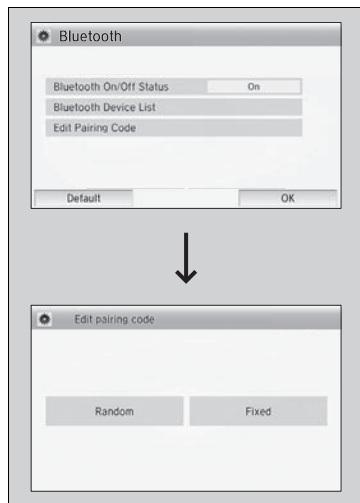 Bluetooth
Bluetooth On/Off Status On
Bluetooth Device List
Edit Pairing Code
Default OK
Edit pairing code
Random Fixed